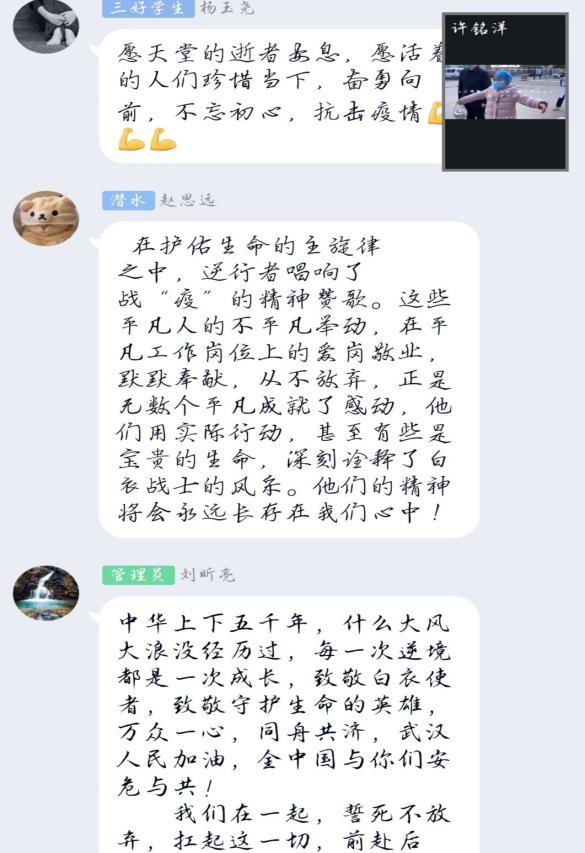 三好学生 杨玉尧
许铭洋
愿天堂的逝者安息，愿活着
的人们珍惜当下，奋勇向
前，不忘初心，抗击疫情💪
💪💪
潜水 赵思远
在护佑生命的主旋律
之中，逆行者唱响了
战“疫”的精神赞歌。这些
平凡人的不平凡举动，在平
凡工作岗位上的爱岗敬业，
默默奉献，从不放弃，正是
无数个平凡成就了感动，他
们用实际行动，甚至有些是
宝贵的生命，深刻诠释了白
衣战士的风采。他们的精神
将会永远长存在我们心中！
管理员 刘昕亮
中华上下五千年，什么大风
大浪没经历过，每一次逆境
都是一次成长，致敬白衣使
者，致敬守护生命的英雄，
万众一心，同舟共济，武汉
人民加油，全中国与你们安
危与共！
我们在一起，誓死不放
弃，扛起这一切，前赴后